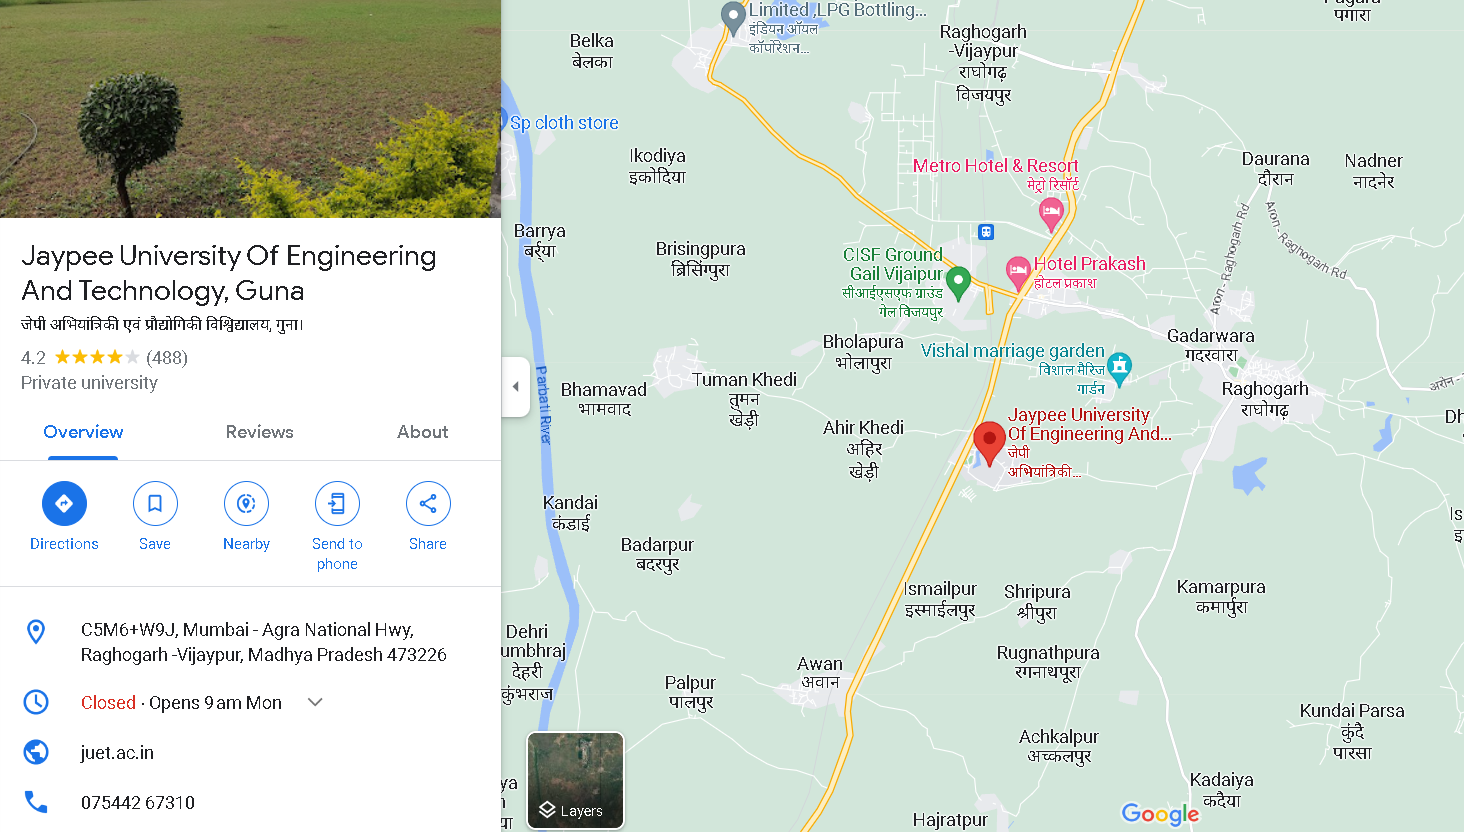 Jaypee University Of Engineering
And Technology, Guna
जेपी अभियांत्रिकी एवं प्रौद्योगिकी विश्विद्यालय, गुना।
4.2 (488)
Private university
Overview
Reviews
About
Directions
Save
Nearby
Send to
phone
Share
C5M6+W9J, Mumbai - Agra National Hwy,
Raghogarh -Vijaypur, Madhya Pradesh 473226
Closed · Opens 9 am Mon
juet.ac.in
075442 67310
Limited ,LPG Bottling...
इंडियन ऑयल
कॉर्पोरेशन...
Belka
बेलका
Raghogarh
-Vijaypur
राघोगढ़
विजयपुर
पगारा
Sp cloth store
Ikodiya
इकोदिया
Metro Hotel & Resort
मेट्रो रिसॉर्ट
Daurana
दौरान
Nadner
नादनेर
Barrya
बर्र्या
Brisingpura
ब्रिसिंग्पुरा
CISF Ground
Gail Vijaipur
सीआईएसएफ ग्राउंड
गेल विजयपुर
Hotel Prakash
होटल प्रकाश
Aron - Raghogarh Rd
Aron - Raghogarh Rd
Gadarwara
गदरवारा
Bholapura
भोलापुरा
Vishal marriage garden
विशाल मैरिज
गार्डन
Parbati River
Bhamavad
भामवाद
Tuman Khedi
तुमन
खेड़ी
Raghogarh
राघोगढ़
अरोन -
Ahir Khedi
अहिर
खेड़ी
Jaypee University
Of Engineering And...
जेपी
अभियांत्रिकी...
Dh
Kandai
कंडाई
Is
Badarpur
बदरपुर
Ismailpur
इस्माईलपुर
Shripura
श्रीपुरा
Kamarpura
कमार्पुरा
Dehri
umbhraj
देहरी
कुंभराज
Rugnathpura
रगनाथपूरा
Awan
अवान
Palpur
पालपुर
Kundai Parsa
कुंदै
पारसा
Achkalpur
अच्कलपुर
Kadaiya
कदैया
ya
Layers
Hajratpur
Google